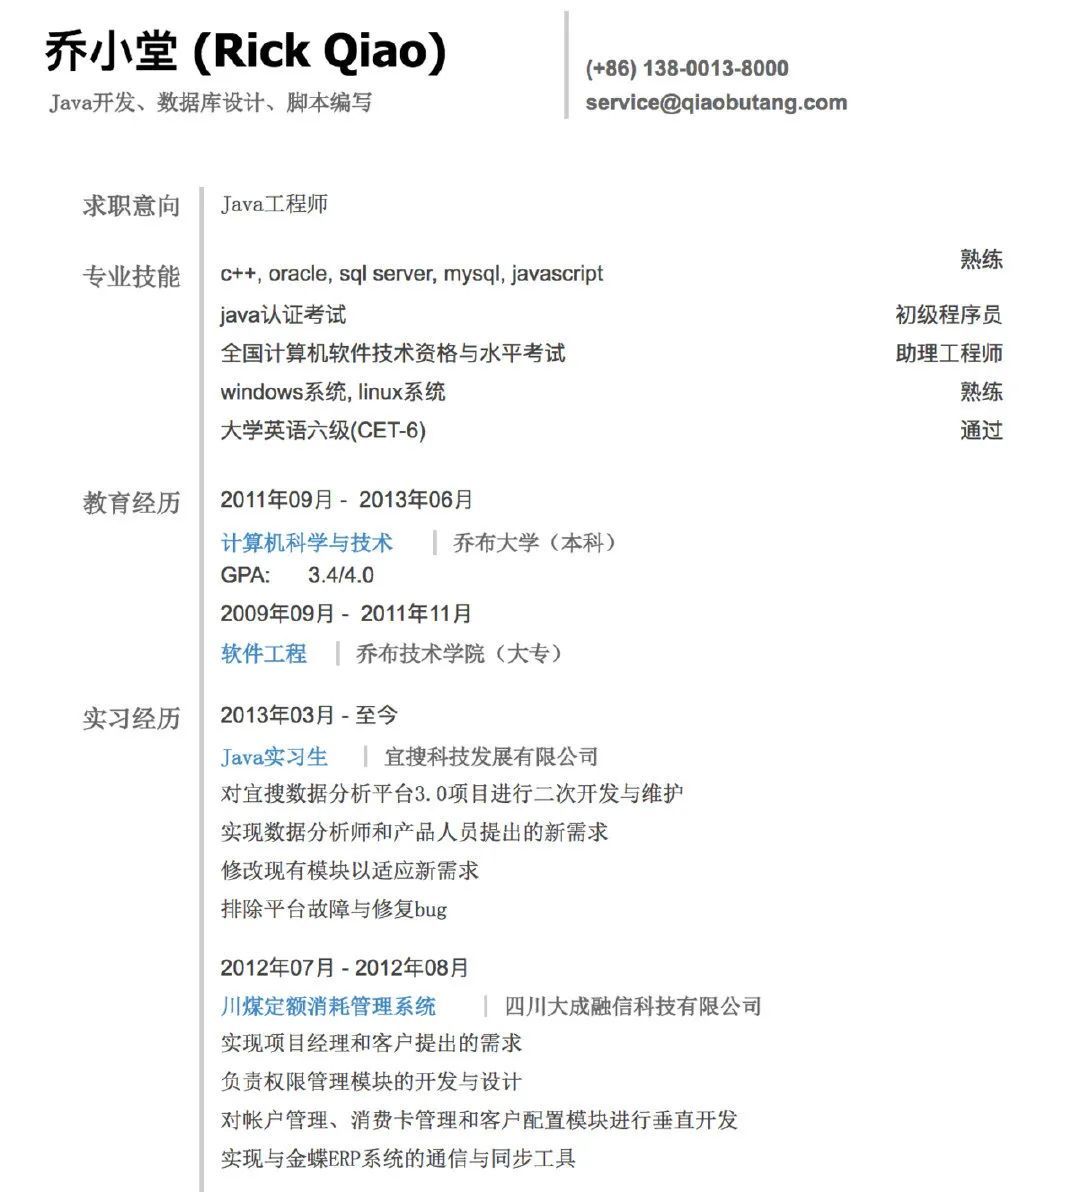 乔小堂 (Rick Qiao)
Java开发、数据库设计、脚本编写
(+86) 138-0013-8000
service@qiaobutang.com
求职意向 Java工程师
专业技能 c++, oracle, sql server, mysql, javascript 熟练
java认证考试 初级程序员
全国计算机软件技术资格与水平考试 助理工程师
windows系统, linux系统 熟练
大学英语六级(CET-6) 通过
教育经历 2011年09月 - 2013年06月
计算机科学与技术 | 乔布大学（本科）
GPA: 3.4/4.0
2009年09月 - 2011年11月
软件工程 | 乔布技术学院（大专）
实习经历 2013年03月 - 至今
Java实习生 | 宜搜科技发展有限公司
对宜搜数据分析平台3.0项目进行二次开发与维护
实现数据分析师和产品人员提出的新需求
修改现有模块以适应新需求
排除平台故障与修复bug
2012年07月 - 2012年08月
川煤定额消耗管理系统 | 四川大成融信科技有限公司
实现项目经理和客户提出的需求
负责权限管理模块的开发与设计
对帐户管理、消费卡管理和客户配置模块进行垂直开发
实现与金蝶ERP系统的通信与同步工具